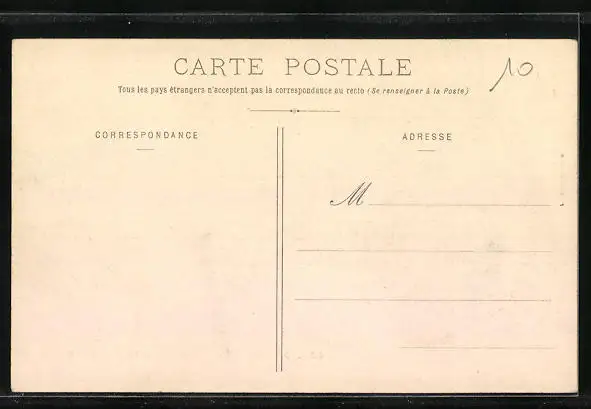 CARTE POSTALE
10
Tous les pays étrangers n'acceptent pas la correspondance au recto (Se renseigner à la Poste)
CORRESPONDANCE
ADRESSE
M